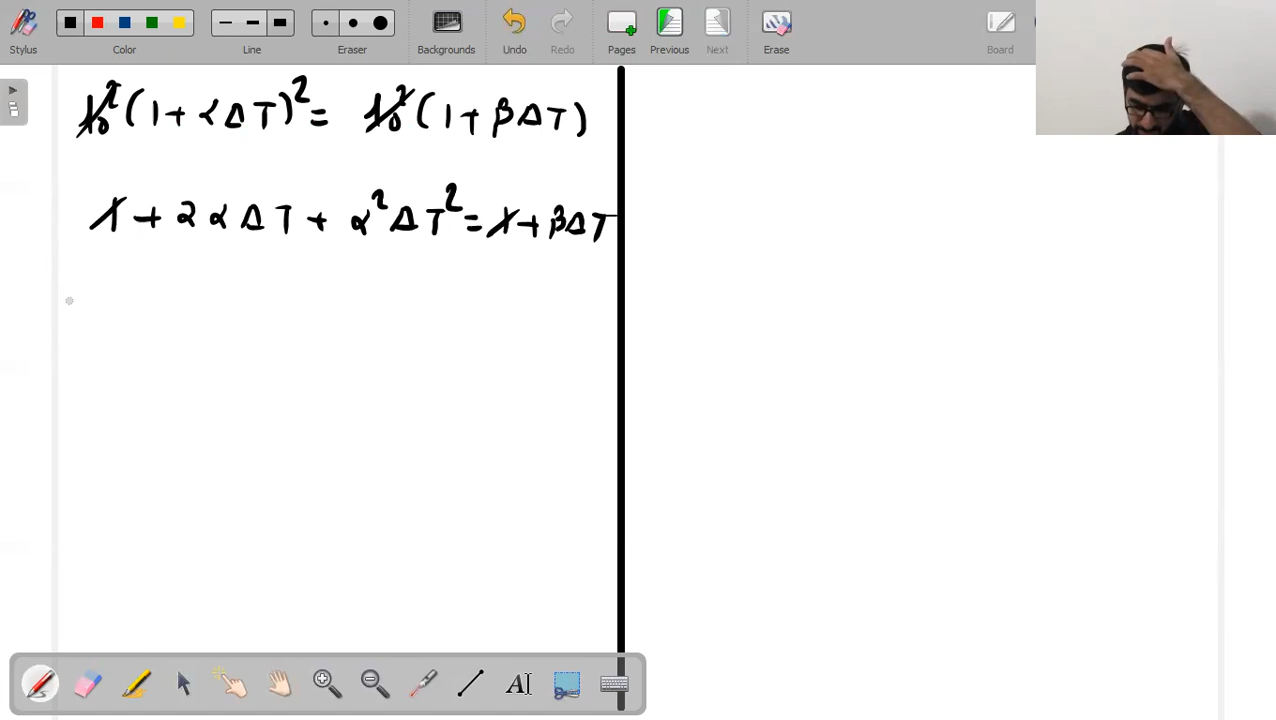 Stylus
Color
Line
Eraser
Backgrounds
Undo
Redo
Pages
Previous
Next
Erase
Board
l₀²(1+αΔT)² = l₀²(1+βΔT)
1+2αΔT+α²ΔT²=1+βΔT
A